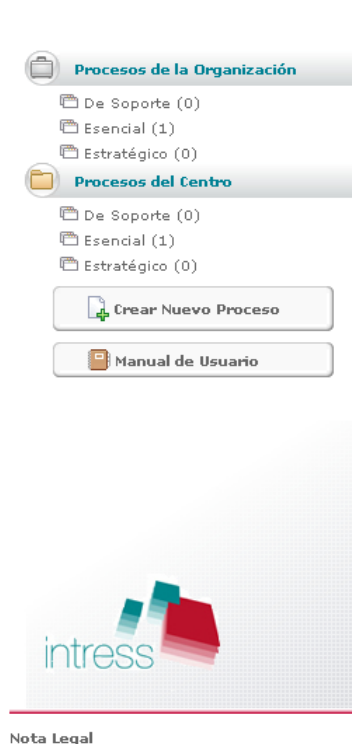 Procesos de la Organización
De Soporte (0)
Esencial (1)
Estratégico (0)
Procesos del Centro
De Soporte (0)
Esencial (1)
Estratégico (0)
Crear Nuevo Proceso
Manual de Usuario
intress
Nota Legal